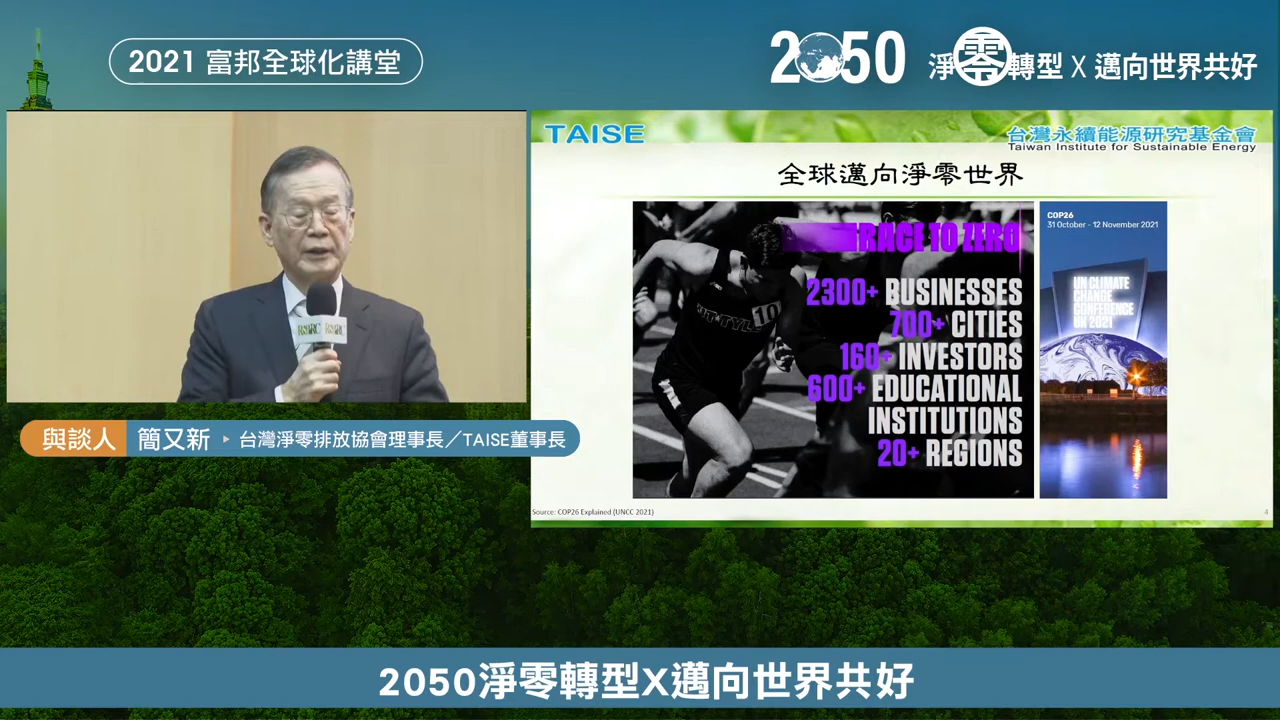 2021 富邦全球化講堂
2050 淨零轉型 X 邁向世界共好
TAISE
台灣永續能源研究基金會
Taiwan Institute for Sustainable Energy
全球邁向淨零世界
RACE TO ZERO
2300+ BUSINESSES
700+ CITIES
160+ INVESTORS
600+ EDUCATIONAL
INSTITUTIONS
20+ REGIONS
10
COP26
31 October - 12 November 2021
UN CLIMATE
CHANGE
CONFERENCE
UK 2021
Source: COP26 Explained (UNCC 2021)
4
與談人 簡又新 ▸ 台灣淨零排放協會理事長／TAISE董事長
2050淨零轉型X邁向世界共好